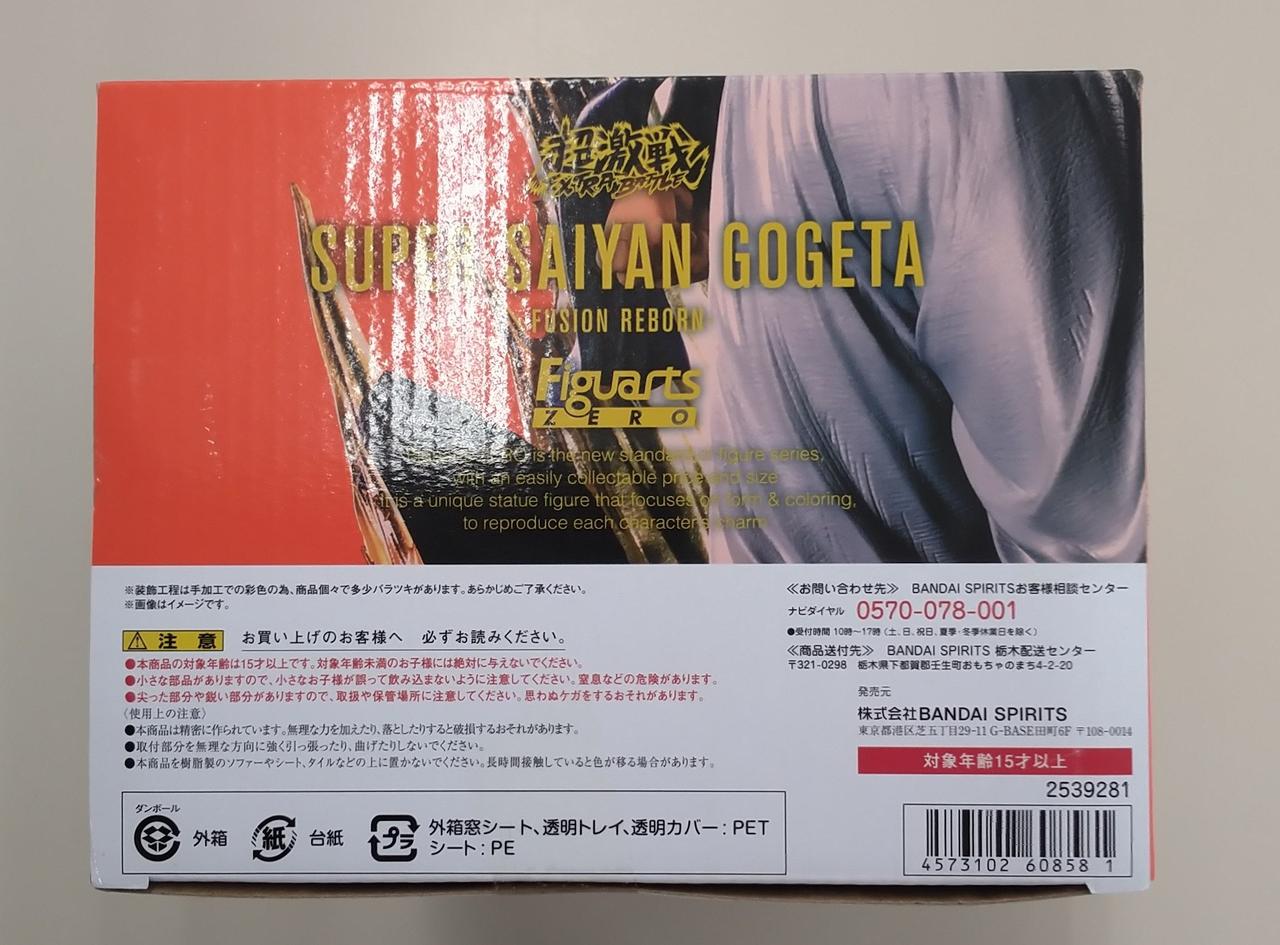 超激戦
EXTRA BATTLE
SUPER SAIYAN GOGETA
-FUSION REBORN-
Figuarts
ZERO
is the new standard figure series,
with an easily collectable price and size
It is a unique statue figure that focuses on form & coloring,
to reproduce each character's charm
※装飾工程は手加工での彩色の為、商品個々で多少バラツキがあります。あらかじめご了承ください。
※画像はイメージです。
注意 お買い上げのお客様へ 必ずお読みください。
●本商品の対象年齢は15才以上です。対象年齢未満のお子様には絶対に与えないでください。
●小さな部品がありますので、小さなお子様が誤って飲み込まないように注意してください。窒息などの危険があります。
●尖った部分や鋭い部分がありますので、取扱や保管場所に注意してください。思わぬケガをするおそれがあります。
〈使用上の注意〉
●本商品は精密に作られています。無理な力を加えたり、落としたりすると破損するおそれがあります。
●取付部分を無理な方向に強く引っ張ったり、曲げたりしないでください。
●本商品を樹脂製のソファーやシート、タイルなどの上に置かないでください。長時間接触していると色が移る場合があります。
ダンボール
外箱 紙 台紙 プラ 外箱窓シート、透明トレイ、透明カバー：PET
シート：PE
≪お問い合わせ先≫ BANDAI SPIRITSお客様相談センター
ナビダイヤル 0570-078-001
●受付時間 10時～17時（土、日、祝日、夏季・冬季休業日を除く）
≪商品送付先≫ BANDAI SPIRITS 栃木配送センター
〒321-0298 栃木県下都賀郡壬生町おもちゃのまち4-2-20
発売元
株式会社BANDAI SPIRITS
東京都港区芝五丁目29-11 G-BASE田町6F 〒108-0014
対象年齢15才以上
2539281
4573102 60858 1